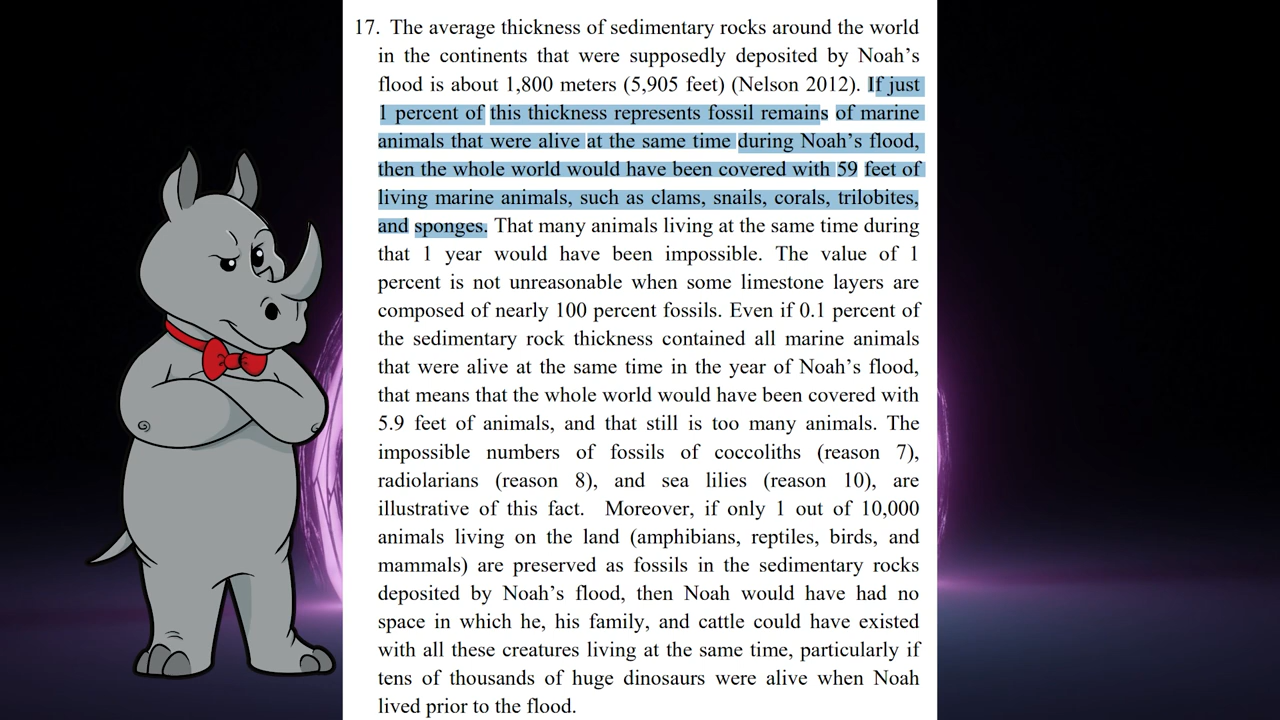 17. The average thickness of sedimentary rocks around the world
in the continents that were supposedly deposited by Noah's
flood is about 1,800 meters (5,905 feet) (Nelson 2012). If just
1 percent of this thickness represents fossil remains of marine
animals that were alive at the same time during Noah's flood,
then the whole world would have been covered with 59 feet of
living marine animals, such as clams, snails, corals, trilobites,
and sponges. That many animals living at the same time during
that 1 year would have been impossible. The value of 1
percent is not unreasonable when some limestone layers are
composed of nearly 100 percent fossils. Even if 0.1 percent of
the sedimentary rock thickness contained all marine animals
that were alive at the same time in the year of Noah's flood,
that means that the whole world would have been covered with
5.9 feet of animals, and that still is too many animals. The
impossible numbers of fossils of coccoliths (reason 7),
radiolarians (reason 8), and sea lilies (reason 10), are
illustrative of this fact. Moreover, if only 1 out of 10,000
animals living on the land (amphibians, reptiles, birds, and
mammals) are preserved as fossils in the sedimentary rocks
deposited by Noah's flood, then Noah would have had no
space in which he, his family, and cattle could have existed
with all these creatures living at the same time, particularly if
tens of thousands of huge dinosaurs were alive when Noah
lived prior to the flood.